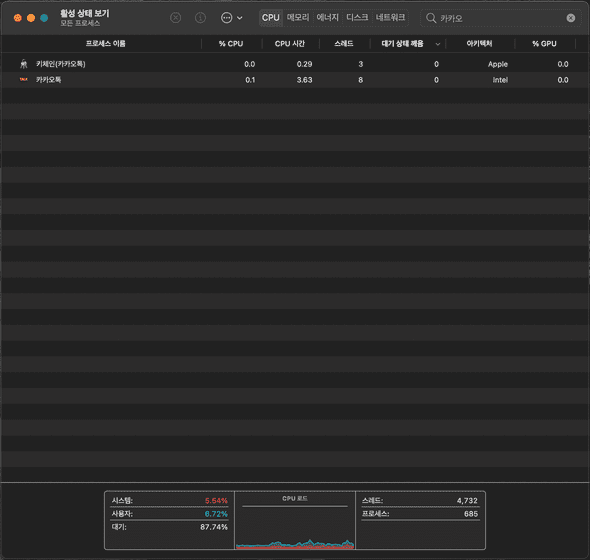 활성 상태 보기
모든 프로세스
CPU 메모리 에너지 디스크 네트워크
카카오
프로세스 이름 % CPU CPU 시간 스레드 대기 상태 깨움 아키텍처 % GPU
키체인(카카오톡) 0.0 0.29 3 0 Apple 0.0
TALK 카카오톡 0.1 3.63 8 0 Intel 0.0
시스템: 5.54%
사용자: 6.72%
대기: 87.74%
CPU 로드
스레드: 4,732
프로세스: 685